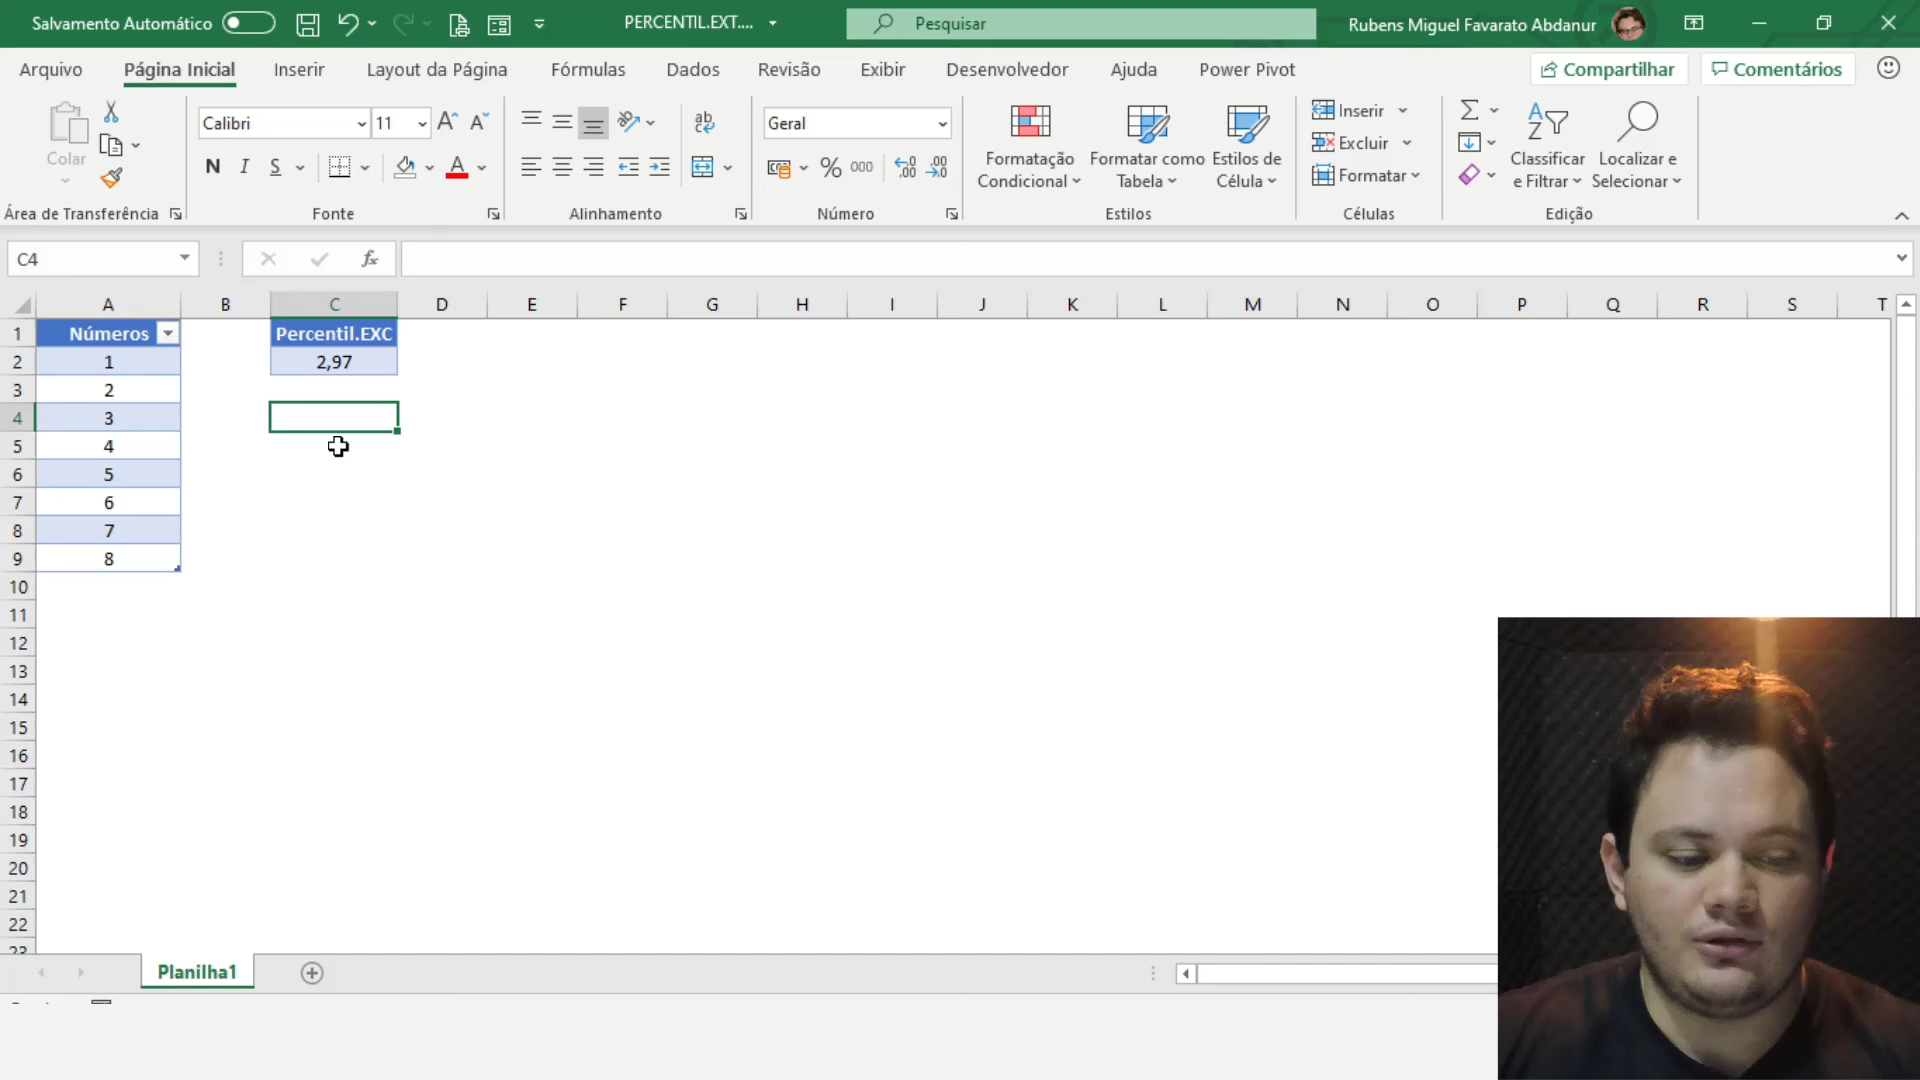 Salvamento Automático
PERCENTIL.EXT....
Pesquisar
Rubens Miguel Favarato Abdanur
Arquivo
Página Inicial
Inserir
Layout da Página
Fórmulas
Dados
Revisão
Exibir
Desenvolvedor
Ajuda
Power Pivot
Compartilhar
Comentários
Colar
Área de Transferência
Calibri
11
N I S
Fonte
Alinhamento
Geral
% 000
Número
Formatação
Condicional
Formatar como
Tabela
Estilos de
Célula
Estilos
Inserir
Excluir
Formatar
Células
Classificar
e Filtrar
Localizar e
Selecionar
Edição
C4
fx
A B C D E F G H I J K L M N O P Q R S T
1 Números Percentil.EXC
2 1 2,97
3 2
4 3
5 4
6 5
7 6
8 7
9 8
10
11
12
13
14
15
16
17
18
19
20
21
22
23
Planilha1